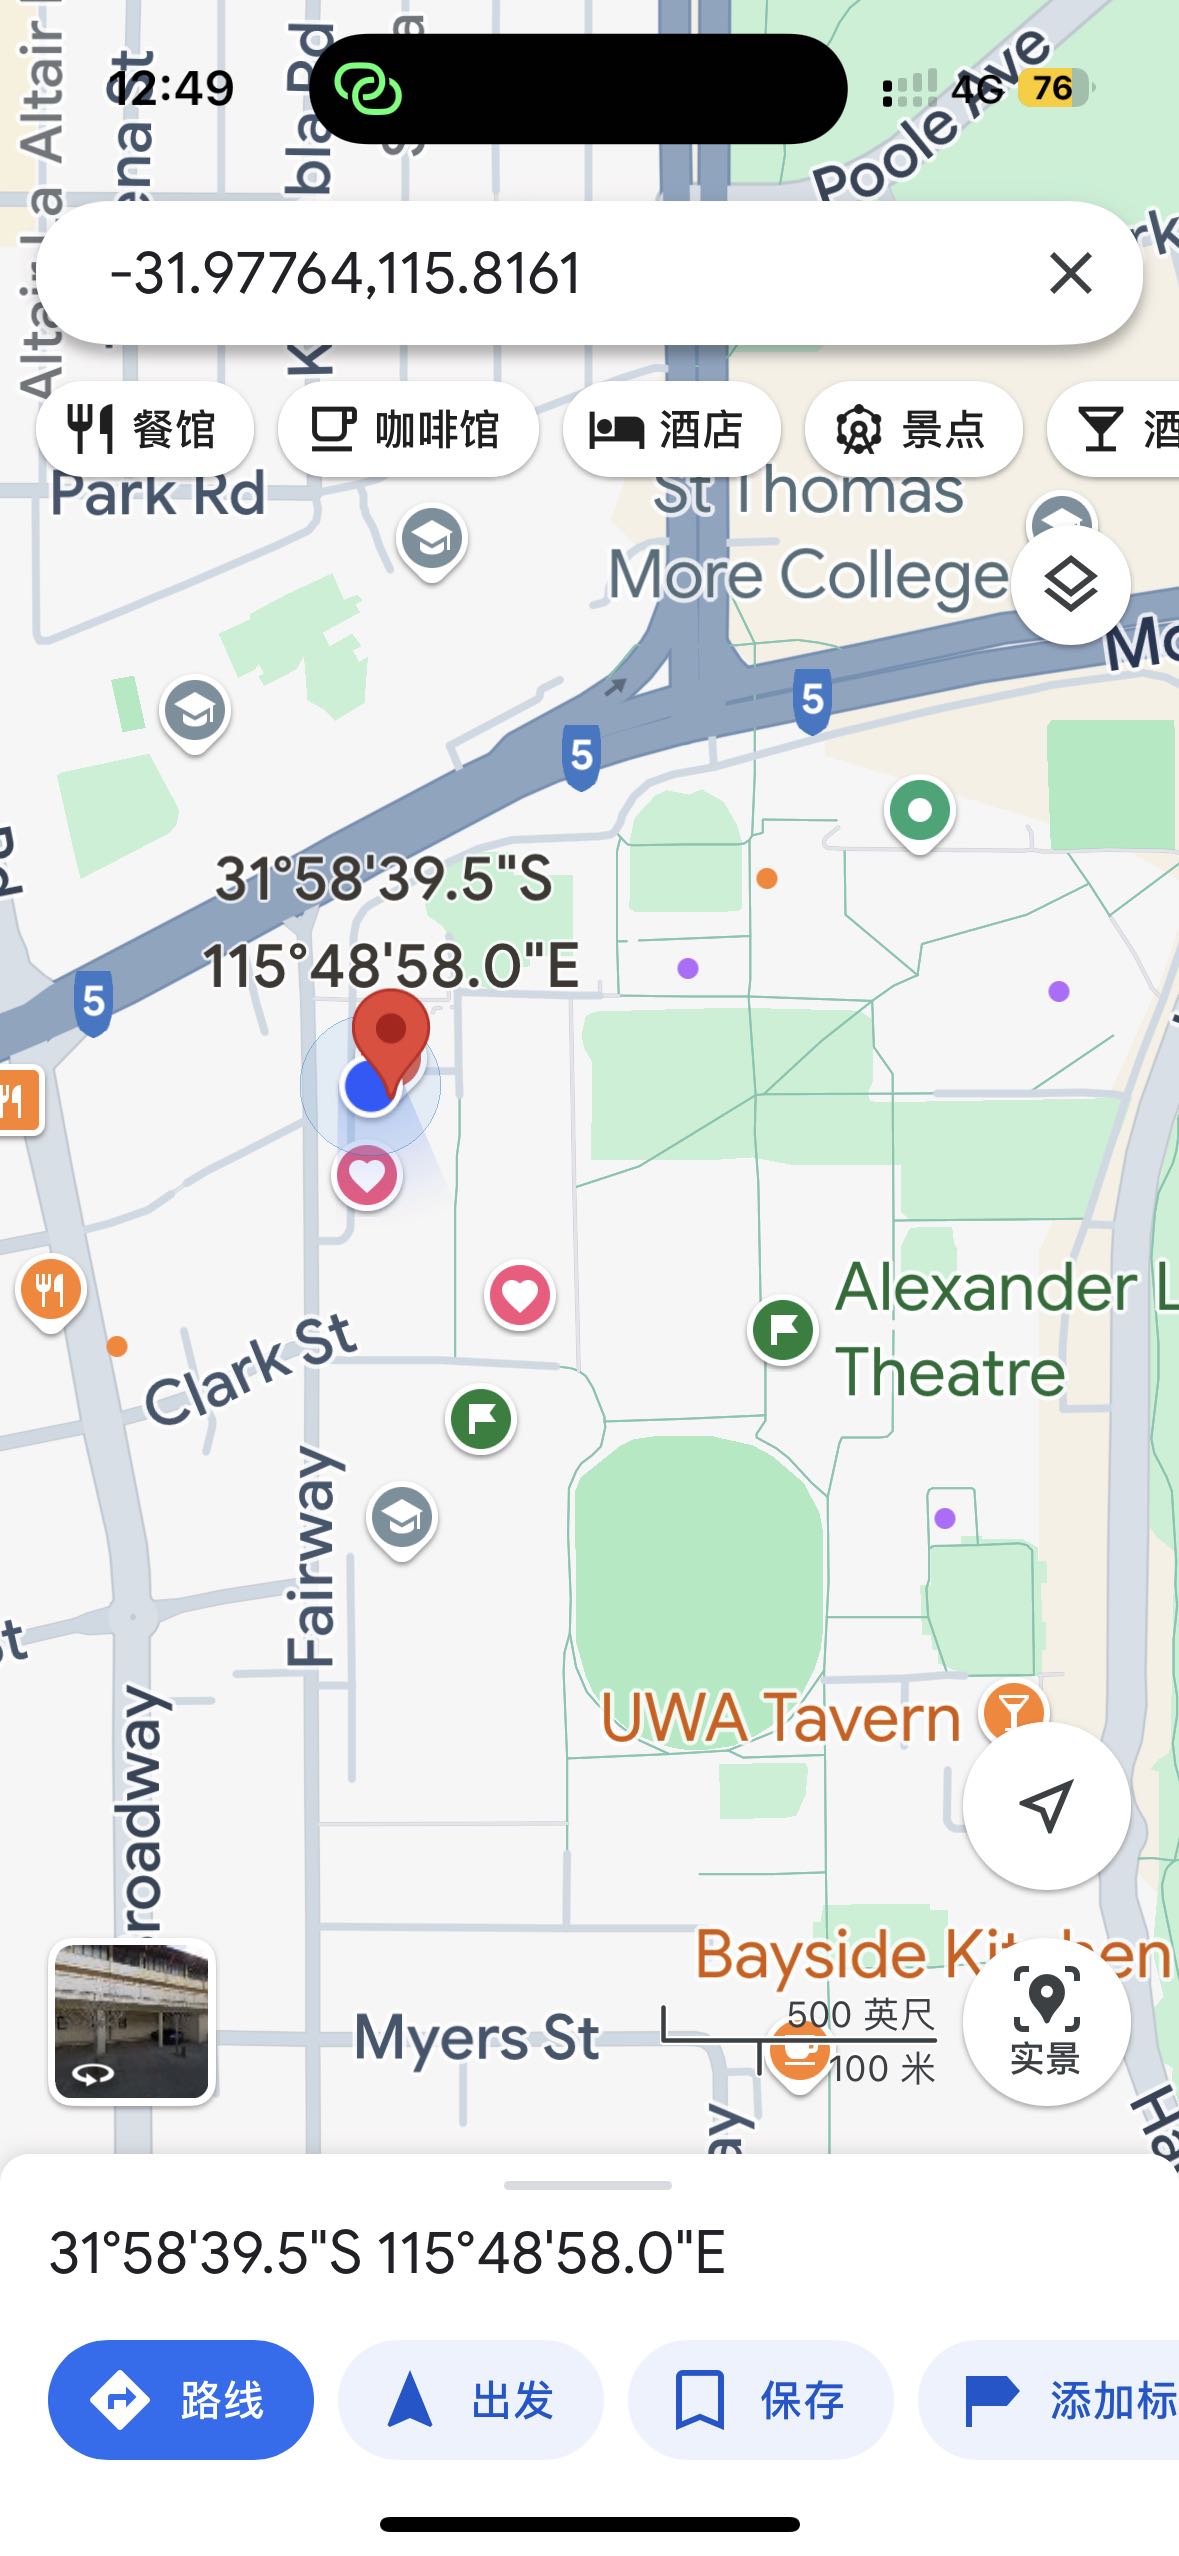 12:49
4G
76
Poole Ave
-31.97764,115.8161
餐馆
咖啡馆
酒店
景点
Park Rd
St Thomas
More College
5
5
31°58'39.5"S
115°48'58.0"E
5
Alexander
Theatre
Clark St
Fairway
UWA Tavern
Bayside
500 英尺
100 米
实景
Myers St
31°58'39.5"S 115°48'58.0"E
路线
出发
保存
添加标